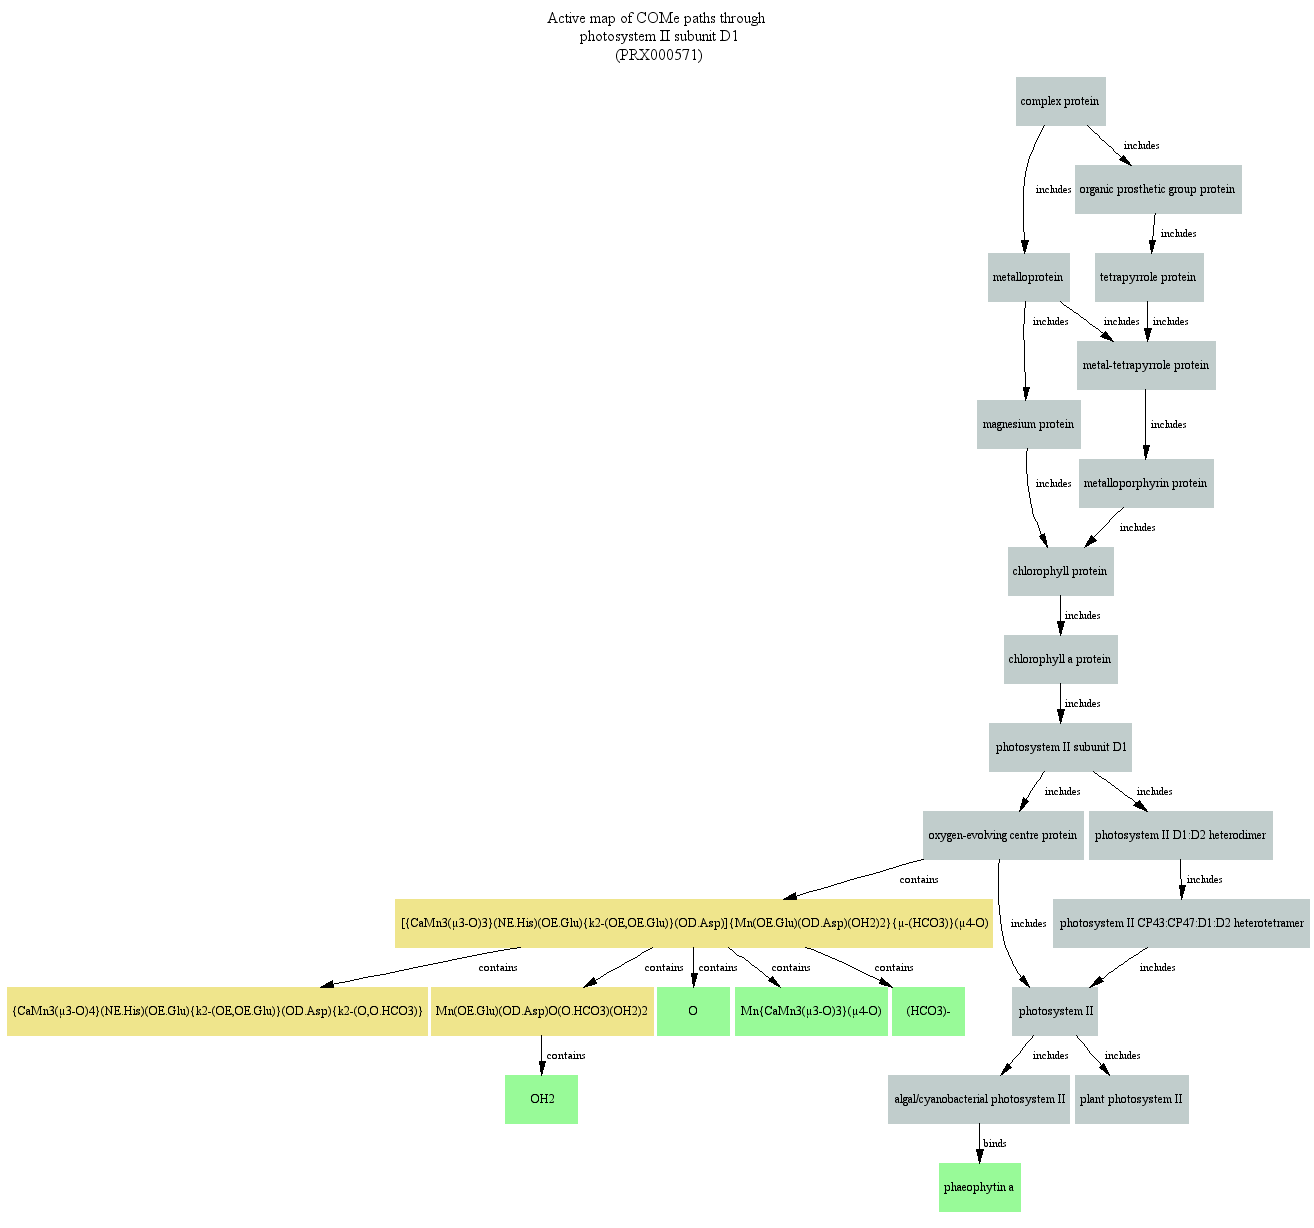 Active map of COMe paths through
photosystem II subunit D1
(PRX000571)
complex protein
includes
includes
organic prosthetic group protein
includes
metalloprotein
tetrapyrrole protein
includes
includes
includes
metal-tetrapyrrole protein
magnesium protein
includes
metalloporphyrin protein
includes
includes
chlorophyll protein
includes
chlorophyll a protein
includes
photosystem II subunit D1
includes
includes
oxygen-evolving centre protein
photosystem II D1:D2 heterodimer
contains
includes
[{CaMn3(μ3-O)3}(NE.His)(OE.Glu){k2-(OE,OE.Glu)}(OD.Asp)]{Mn(OE.Glu)(OD.Asp)(OH2)2}{μ-(HCO3)}(μ4-O)
includes
photosystem II CP43:CP47:D1:D2 heterotetramer
contains
contains
contains
contains
contains
includes
{CaMn3(μ3-O)4}(NE.His)(OE.Glu){k2-(OE,OE.Glu)}(OD.Asp){k2-(O,O.HCO3)}
Mn(OE.Glu)(OD.Asp)O(O.HCO3)(OH2)2
O
Mn{CaMn3(μ3-O)3}(μ4-O)
(HCO3)-
photosystem II
contains
includes
includes
OH2
algal/cyanobacterial photosystem II
plant photosystem II
binds
phaeophytin a